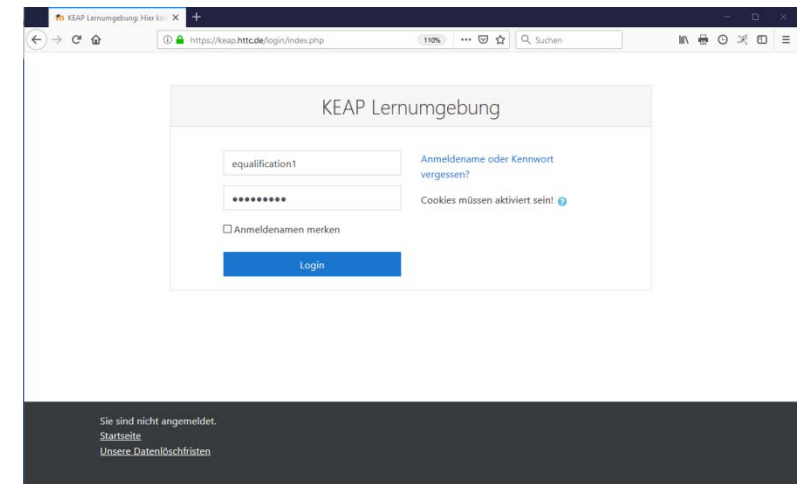 KEAP Lernumgebung: Hier kön
https://keap.httc.de/login/index.php
110%
Suchen
KEAP Lernumgebung
equalification1
Anmeldename oder Kennwort
vergessen?
●●●●●●●●●
Cookies müssen aktiviert sein!
Anmeldenamen merken
Login
Sie sind nicht angemeldet.
Startseite
Unsere Datenlöschfristen